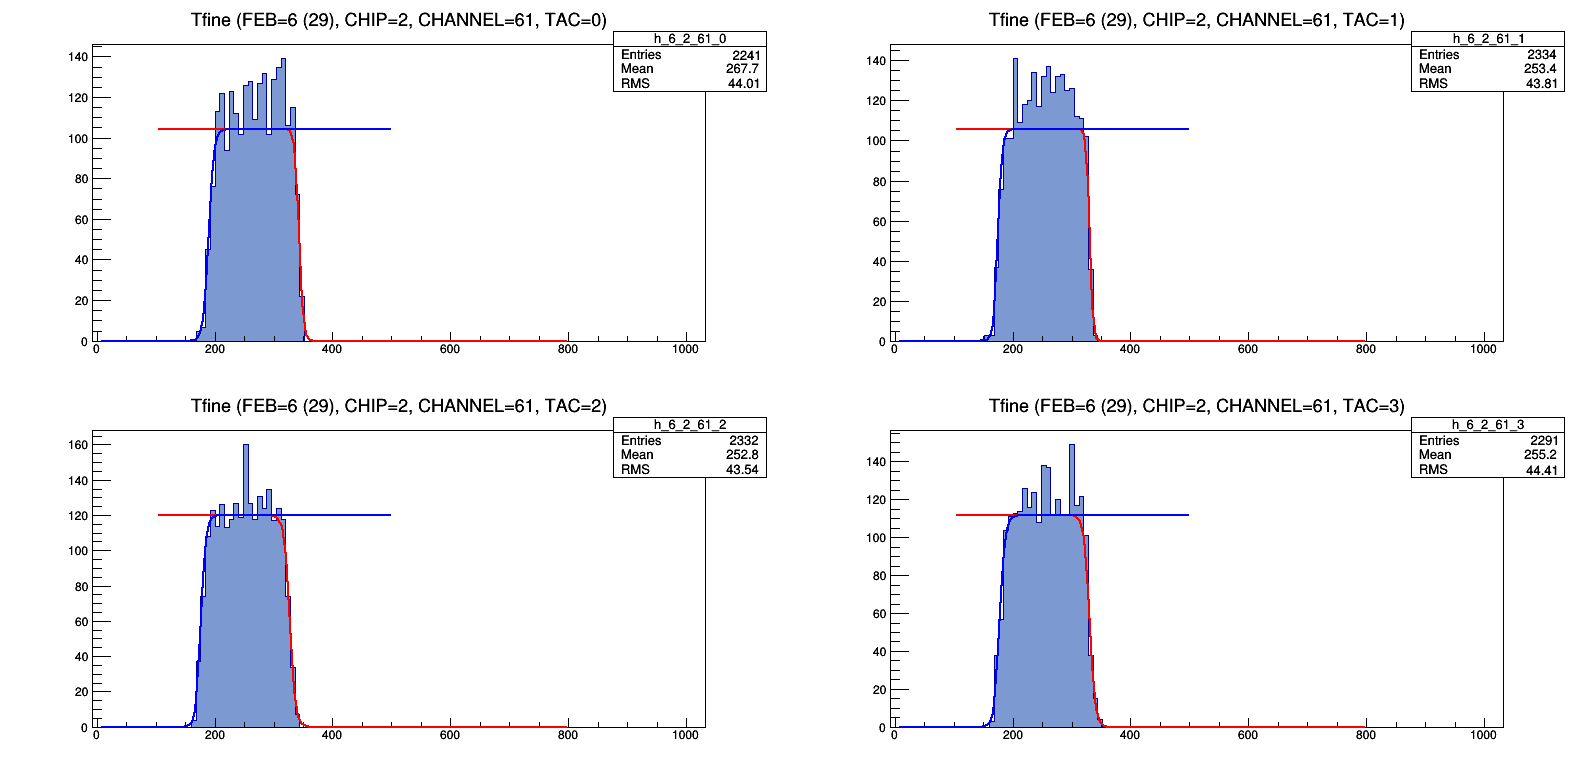 Tfine (FEB=6 (29), CHIP=2, CHANNEL=61, TAC=0)
h_6_2_61_0
Entries 2241
Mean 267.7
RMS 44.01
140
120
100
80
60
40
20
0
0 200 400 600 800 1000
Tfine (FEB=6 (29), CHIP=2, CHANNEL=61, TAC=1)
h_6_2_61_1
Entries 2334
Mean 253.4
RMS 43.81
140
120
100
80
60
40
20
0
0 200 400 600 800 1000
Tfine (FEB=6 (29), CHIP=2, CHANNEL=61, TAC=2)
h_6_2_61_2
Entries 2332
Mean 252.8
RMS 43.54
160
140
120
100
80
60
40
20
0
0 200 400 600 800 1000
Tfine (FEB=6 (29), CHIP=2, CHANNEL=61, TAC=3)
h_6_2_61_3
Entries 2291
Mean 255.2
RMS 44.41
140
120
100
80
60
40
20
0
0 200 400 600 800 1000